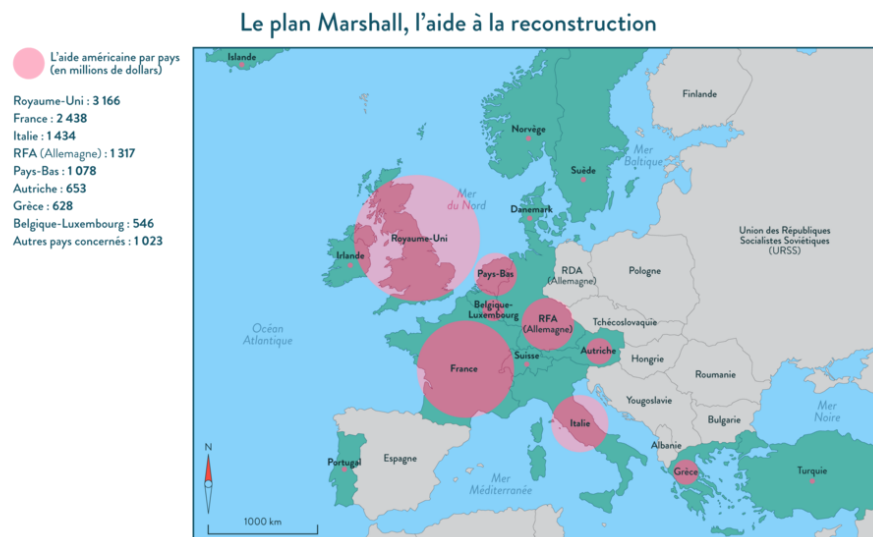 Le plan Marshall, l’aide à la reconstruction
L’aide américaine par pays
(en millions de dollars)
Royaume-Uni : 3 166
France : 2 438
Italie : 1 434
RFA (Allemagne) : 1 317
Pays-Bas : 1 078
Autriche : 653
Grèce : 628
Belgique-Luxembourg : 546
Autres pays concernés : 1 023
Islande
Finlande
Norvège
Mer
Baltique
Suède
Mer
du Nord
Danemark
Union des Républiques
Socialistes Soviétiques
(URSS)
Royaume-Uni
Irlande
Pays-Bas
RDA
(Allemagne)
Pologne
Belgique-
Luxembourg
RFA
(Allemagne)
Tchécoslovaquie
Océan
Atlantique
Autriche
Suisse
Hongrie
France
Roumanie
Yougoslavie
Mer
Noire
Italie
Bulgarie
Albanie
N
Portugal
Espagne
Grèce
Turquie
Mer
Méditerranée
1000 km